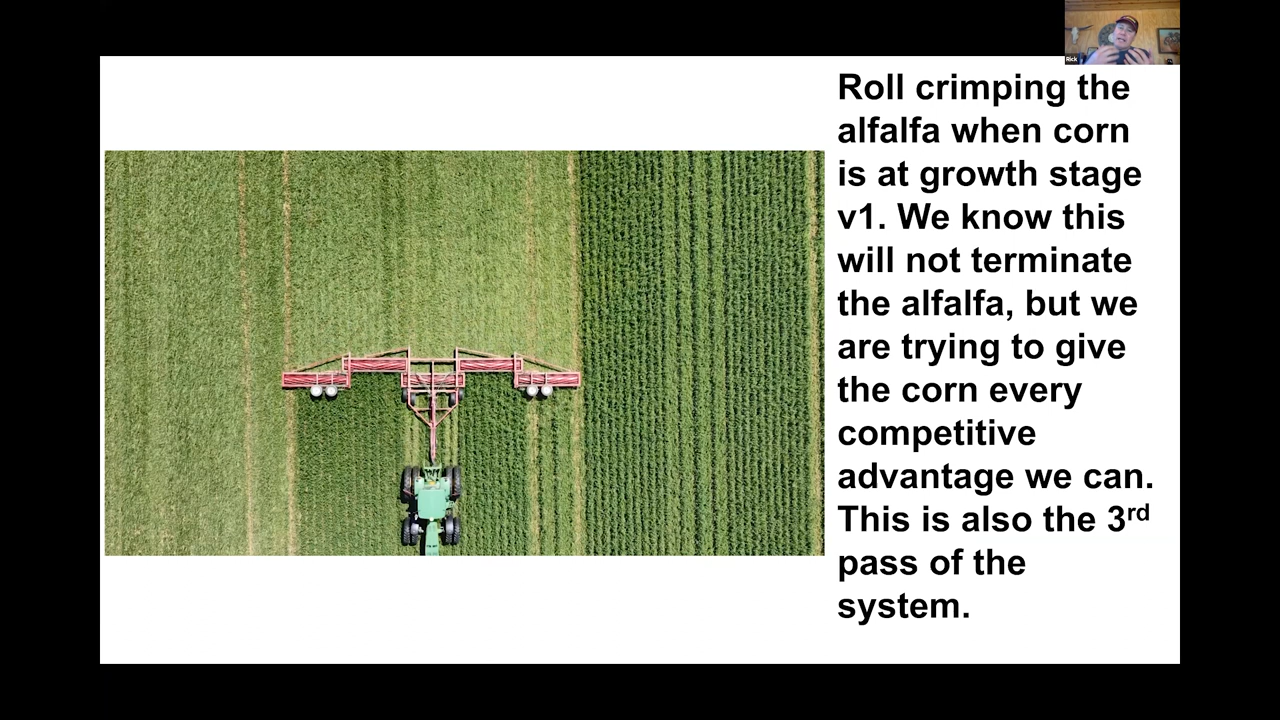 Rick
Roll crimping the
alfalfa when corn
is at growth stage
v1. We know this
will not terminate
the alfalfa, but we
are trying to give
the corn every
competitive
advantage we can.
This is also the 3rd
pass of the
system.